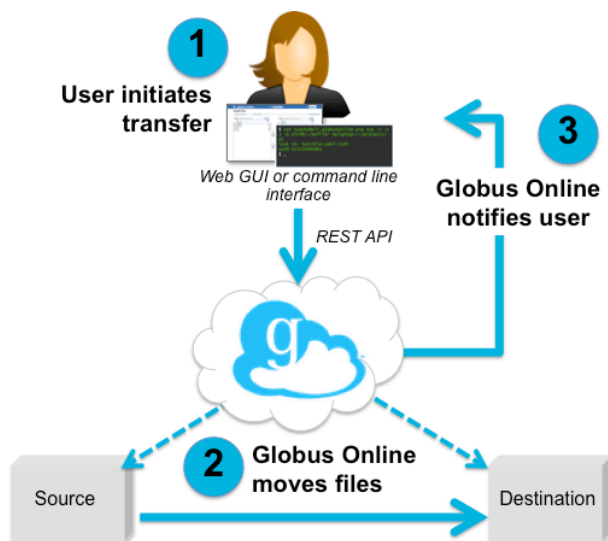 1
User initiates
transfer
Web GUI or command line
interface
REST API
3
Globus Online
notifies user
g
2
Globus Online
moves files
Source
Destination